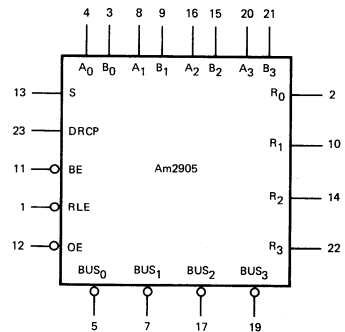 4 3 8 9 16 15 20 21
A0 B0 A1 B1 A2 B2 A3 B3
13 S R0 2
23 DRCP
R1 10
11 BE Am2905
R2 14
1 RLE
12 OE R3 22
BUS0 BUS1 BUS2 BUS3
5 7 17 19